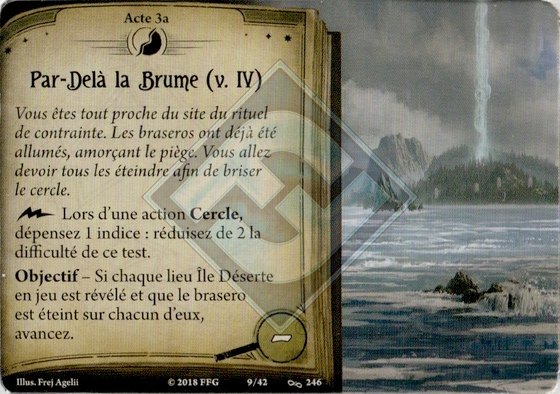 Acte 3a
Par-Delà la Brume (v. IV)
Vous êtes tout proche du site du rituel
de contrainte. Les braseros ont déjà été
allumés, amorçant le piège. Vous allez
devoir tous les éteindre afin de briser
le cercle.
Lors d'une action Cercle,
dépensez 1 indice : réduisez de 2 la
difficulté de ce test.
Objectif – Si chaque lieu Île Déserte
en jeu est révélé et que le brasero
est éteint sur chacun d'eux,
avancez.
–
Illus. Frej Agelii © 2018 FFG 9/42 246